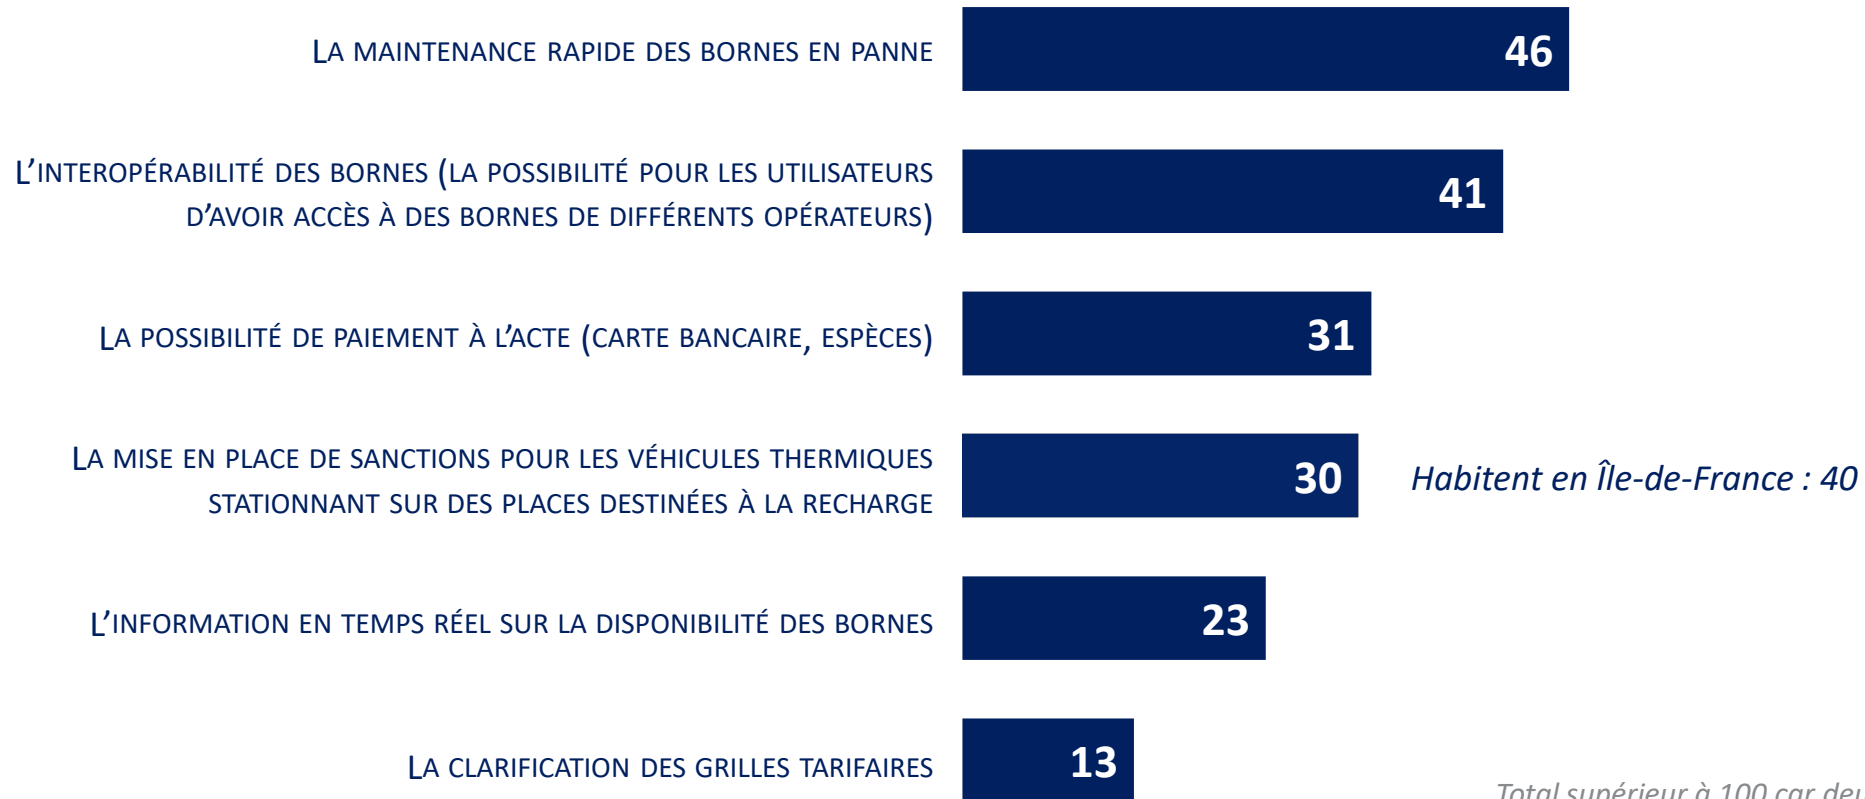 LA MAINTENANCE RAPIDE DES BORNES EN PANNE
46
L'INTEROPÉRABILITÉ DES BORNES (LA POSSIBILITÉ POUR LES UTILISATEURS
D'AVOIR ACCÈS À DES BORNES DE DIFFÉRENTS OPÉRATEURS)
41
LA POSSIBILITÉ DE PAIEMENT À L'ACTE (CARTE BANCAIRE, ESPÈCES)
31
LA MISE EN PLACE DE SANCTIONS POUR LES VÉHICULES THERMIQUES
STATIONNANT SUR DES PLACES DESTINÉES À LA RECHARGE
30
Habitent en Île-de-France : 40
L'INFORMATION EN TEMPS RÉEL SUR LA DISPONIBILITÉ DES BORNES
23
LA CLARIFICATION DES GRILLES TARIFAIRES
13
Total supérieur à 100 car